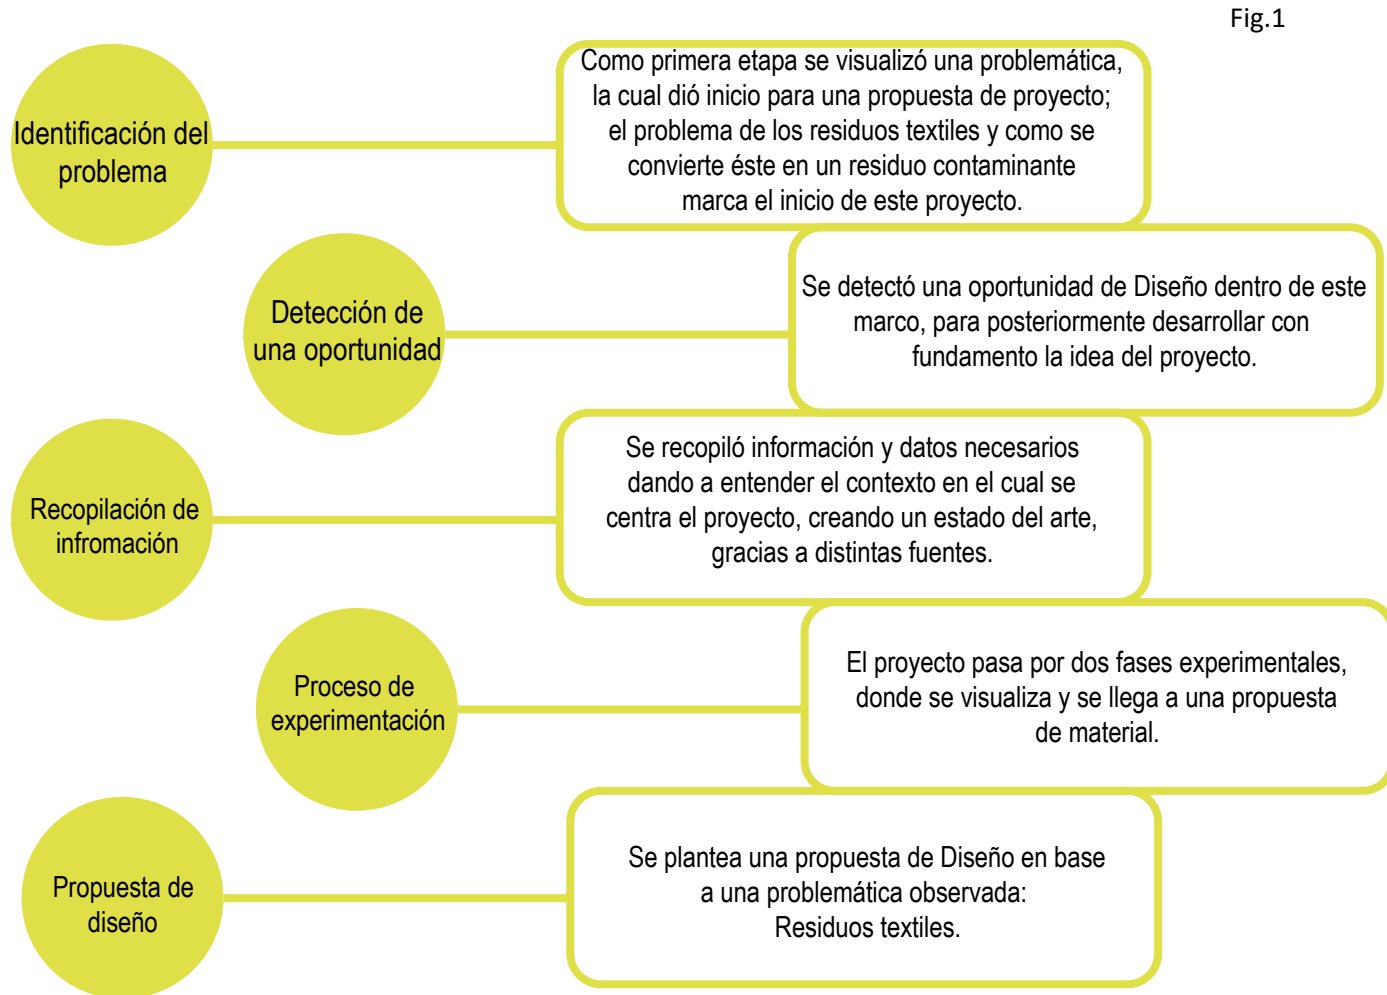 Fig.1
Identificación del
problema
Como primera etapa se visualizó una problemática,
la cual dió inicio para una propuesta de proyecto;
el problema de los residuos textiles y como se
convierte éste en un residuo contaminante
marca el inicio de este proyecto.
Detección de
una oportunidad
Se detectó una oportunidad de Diseño dentro de este
marco, para posteriormente desarrollar con
fundamento la idea del proyecto.
Recopilación de
infromación
Se recopiló información y datos necesarios
dando a entender el contexto en el cual se
centra el proyecto, creando un estado del arte,
gracias a distintas fuentes.
Proceso de
experimentación
El proyecto pasa por dos fases experimentales,
donde se visualiza y se llega a una propuesta
de material.
Propuesta de
diseño
Se plantea una propuesta de Diseño en base
a una problemática observada:
Residuos textiles.